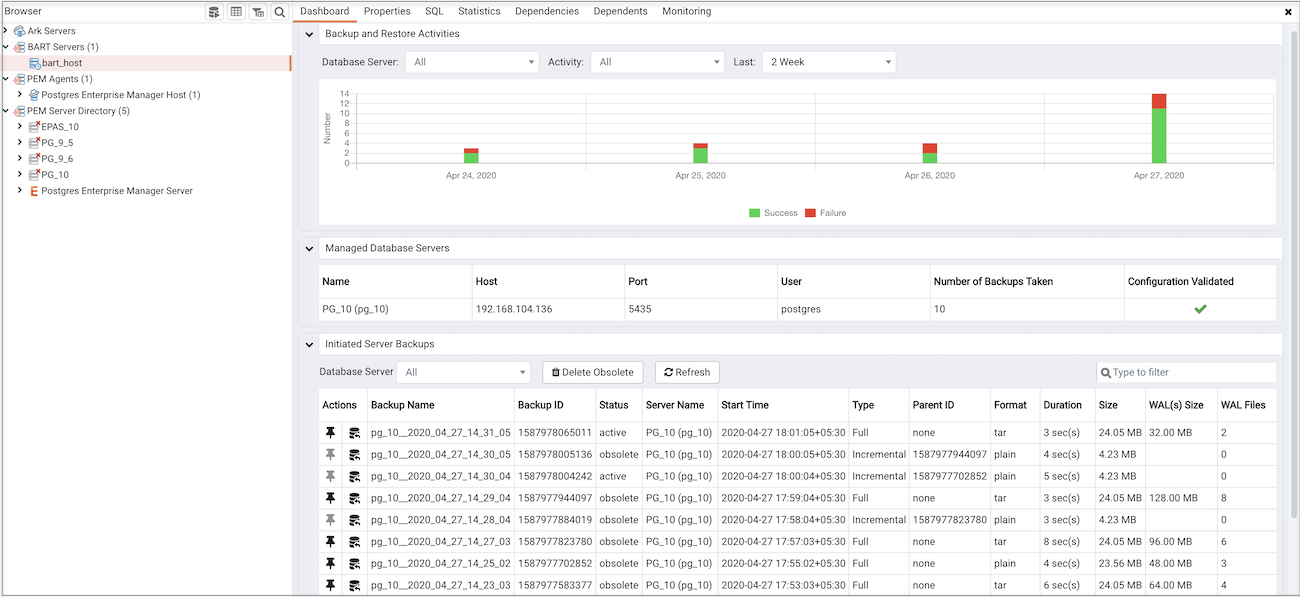 Browser
Ark Servers
BART Servers (1)
bart_host
PEM Agents (1)
Postgres Enterprise Manager Host (1)
PEM Server Directory (5)
EPAS_10
PG_9_5
PG_9_6
PG_10
Postgres Enterprise Manager Server
Dashboard Properties SQL Statistics Dependencies Dependents Monitoring
Backup and Restore Activities
Database Server: All Activity: All Last: 2 Week
Number
14
12
10
8
6
4
2
0
Apr 24, 2020 Apr 25, 2020 Apr 26, 2020 Apr 27, 2020
Success Failure
Managed Database Servers
Name Host Port User Number of Backups Taken Configuration Validated
PG_10 (pg_10) 192.168.104.136 5435 postgres 10
Initiated Server Backups
Database Server All Delete Obsolete Refresh Type to filter
Actions Backup Name Backup ID Status Server Name Start Time Type Parent ID Format Duration Size WAL(s) Size WAL Files
pg_10__2020_04_27_14_31_05 1587978065011 active PG_10 (pg_10) 2020-04-27 18:01:05+05:30 Full none tar 3 sec(s) 24.05 MB 32.00 MB 2
pg_10__2020_04_27_14_30_05 1587978005136 obsolete PG_10 (pg_10) 2020-04-27 18:00:05+05:30 Incremental 1587977944097 plain 4 sec(s) 4.23 MB 0
pg_10__2020_04_27_14_30_04 1587978004242 active PG_10 (pg_10) 2020-04-27 18:00:04+05:30 Incremental 1587977702852 plain 5 sec(s) 4.23 MB 0
pg_10__2020_04_27_14_29_04 1587977944097 obsolete PG_10 (pg_10) 2020-04-27 17:59:04+05:30 Full none tar 3 sec(s) 24.05 MB 128.00 MB 8
pg_10__2020_04_27_14_28_04 1587977884019 obsolete PG_10 (pg_10) 2020-04-27 17:58:04+05:30 Incremental 1587977823780 plain 3 sec(s) 4.23 MB 0
pg_10__2020_04_27_14_27_03 1587977823780 obsolete PG_10 (pg_10) 2020-04-27 17:57:03+05:30 Full none tar 8 sec(s) 24.05 MB 96.00 MB 6
pg_10__2020_04_27_14_25_02 1587977702852 obsolete PG_10 (pg_10) 2020-04-27 17:55:02+05:30 Full none plain 4 sec(s) 23.56 MB 48.00 MB 3
pg_10__2020_04_27_14_23_03 1587977583377 obsolete PG_10 (pg_10) 2020-04-27 17:53:03+05:30 Full none tar 6 sec(s) 24.05 MB 64.00 MB 4